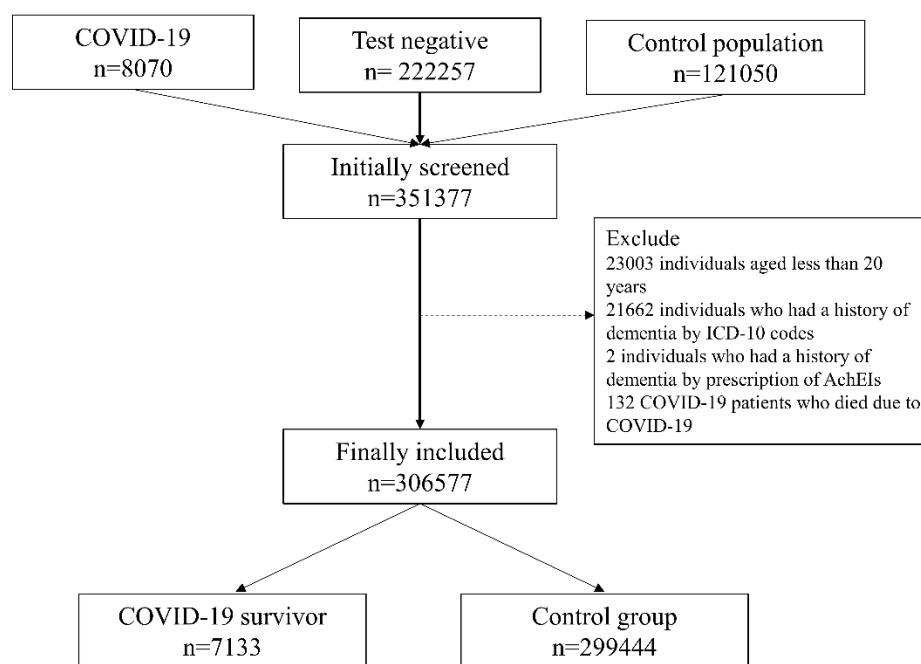 COVID-19
n=8070
Test negative
n= 222257
Control population
n=121050
Initially screened
n=351377
Exclude
23003 individuals aged less than 20
years
21662 individuals who had a history of
dementia by ICD-10 codes
2 individuals who had a history of
dementia by prescription of AchEIs
132 COVID-19 patients who died due to
COVID-19
Finally included
n=306577
COVID-19 survivor
n=7133
Control group
n=299444